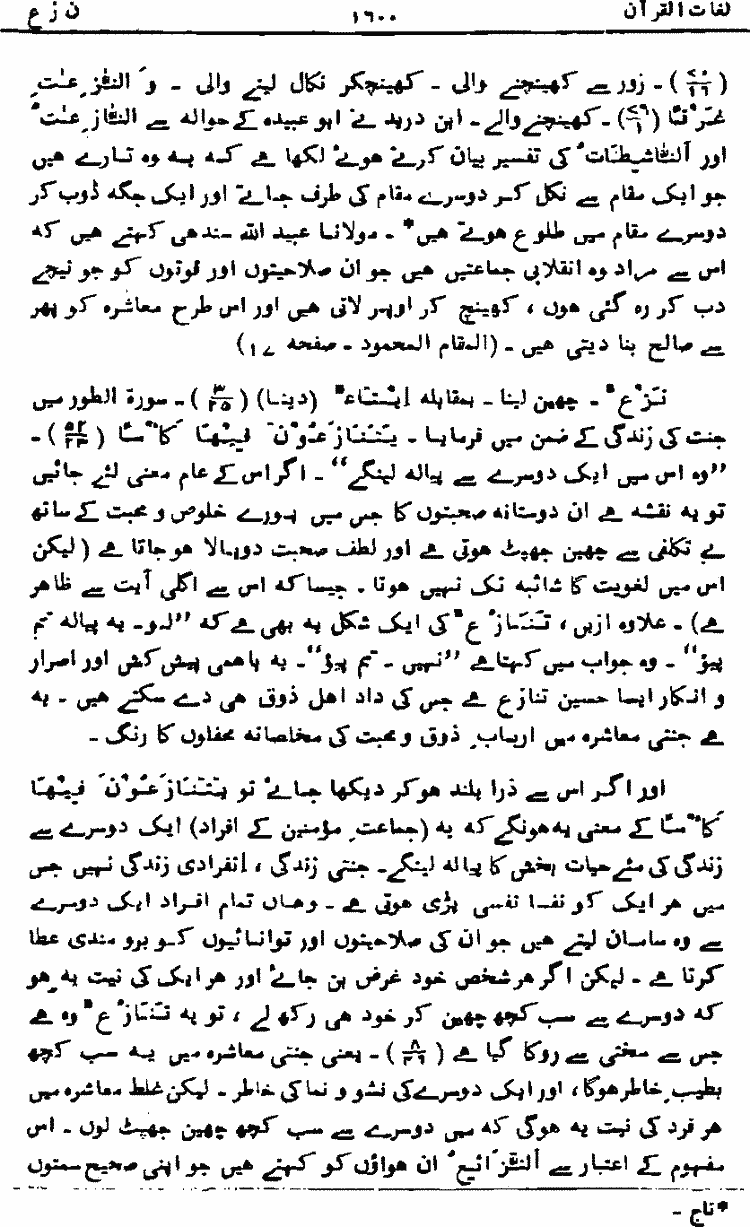 لغات القرآن ۱۶۰۰ ن ز ع
(۷۰/۱۶)۔ زور سے کھینچنے والی ۔ کھینچکر نکال لینے والی ۔ وَ النّٰزِعٰتِ
غَرْقًا (۷۹/۱)۔ کھینچنے والے۔ ابن درید نے ابو عبیدہ کے حوالہ سے النَّازِعَاتُ
اور اَلنَّاشِطَاتُ کی تفسیر بیان کرتے ہوئے لکھا ہے کہ یہ وہ تارے ہیں
جو ایک مقام سے نکل کر دوسرے مقام کی طرف جاتے اور ایک جگہ ڈوب کر
دوسرے مقام میں طلوع ہوتے ہیں* ۔ مولانا عبید اللہ سندھی کہتے ہیں کہ
اس سے مراد وہ انقلابی جماعتیں ہیں جو ان صلاحیتوں اور قوتوں کو جو نیچے
دب کر رہ گئی ہوں ، کھینچ کر اوپر لاتی ہیں اور اس طرح معاشرہ کو پھر
سے صالح بنا دیتی ہیں ۔ (المقام المحمود ۔ صفحہ ۱۷)
نَزْعٌ ۔ چھین لینا ۔ بمقابلہ اِیْتَاءٌ (دینا) (۳/۲۵)۔ سورة الطور میں
جنت کی زندگی کے ضمن میں فرمایا ۔ یَتَنَازَعُوْنَ فِیْهَا كَاْسًا (۵۲/۲۳)۔
”وہ اس میں ایک دوسرے سے پیالہ لینگے“ ۔ اگر اس کے عام معنی لئے جائیں
تو یہ نقشہ ہے ان دوستانہ صحبتوں کا جس میں پورے خلوص و محبت کے ساتھ
بے تکلفی سے چھین جھپٹ ہوتی ہے اور لطف صحبت دوبالا ہو جاتا ہے (لیکن
اس میں لغویت کا شائبہ تک نہیں ہوتا ۔ جیسا کہ اس سے اگلی آیت سے ظاہر
ہے)۔ علاوہ ازیں ، تَنَازُعٌ کی ایک شکل یہ بھی ہے کہ ”لو۔ یہ پیالہ تم
پیؤ“ ۔ وہ جواب میں کہتا ہے ”نہیں ۔ تم پیؤ“۔ یہ باھمی پیش کش اور اصرار
و انکار ایسا حسین تنازع ہے جس کی داد اھل ذوق ھی دے سکتے ھیں ۔ یہ
ہے جنتی معاشرہ میں اربابِ ذوق و محبت کی مخلصانہ محفلوں کا رنگ ۔
اور اگر اس سے ذرا بلند ہو کر دیکھا جائے تو یَتَنَازَعُوْنَ فِیْهَا
كَاْسًا کے معنی یہ ہونگے کہ یہ (جماعتِ مؤمنین کے افراد) ایک دوسرے سے
زندگی کی مئے حیات بخش کا پیالہ لینگے۔ جنتی زندگی ، انفرادی زندگی نہیں جس
میں ہر ایک کو نفسا نفسی پڑی ہوتی ہے ۔ وہاں تمام افراد ایک دوسرے
سے وہ سامان لیتے ہیں جو ان کی صلاحیتوں اور توانائیوں کو برو مندی عطا
کرتا ہے ۔ لیکن اگر ہر شخص خود غرض بن جائے اور ہر ایک کی نیت یہ ہو
کہ دوسرے سے سب کچھ چھین کر خود ہی رکھ لے ، تو یہ تَنَازُعٌ وہ ہے
جس سے سختی سے روکا گیا ہے (۸/۴۶)۔ یعنی جنتی معاشرہ میں یہ سب کچھ
بطیبِ خاطر ہوگا ، اور ایک دوسرے کی نشو و نما کی خاطر ۔ لیکن غلط معاشرہ میں
ہر فرد کی نیت یہ ہوگی کہ میں دوسرے سے سب کچھ چھین جھپٹ لوں ۔ اس
مفہوم کے اعتبار سے اَلنَّزَائِعُ ان ہواؤں کو کہتے ہیں جو اپنی صحیح سمتوں
*تاج ۔